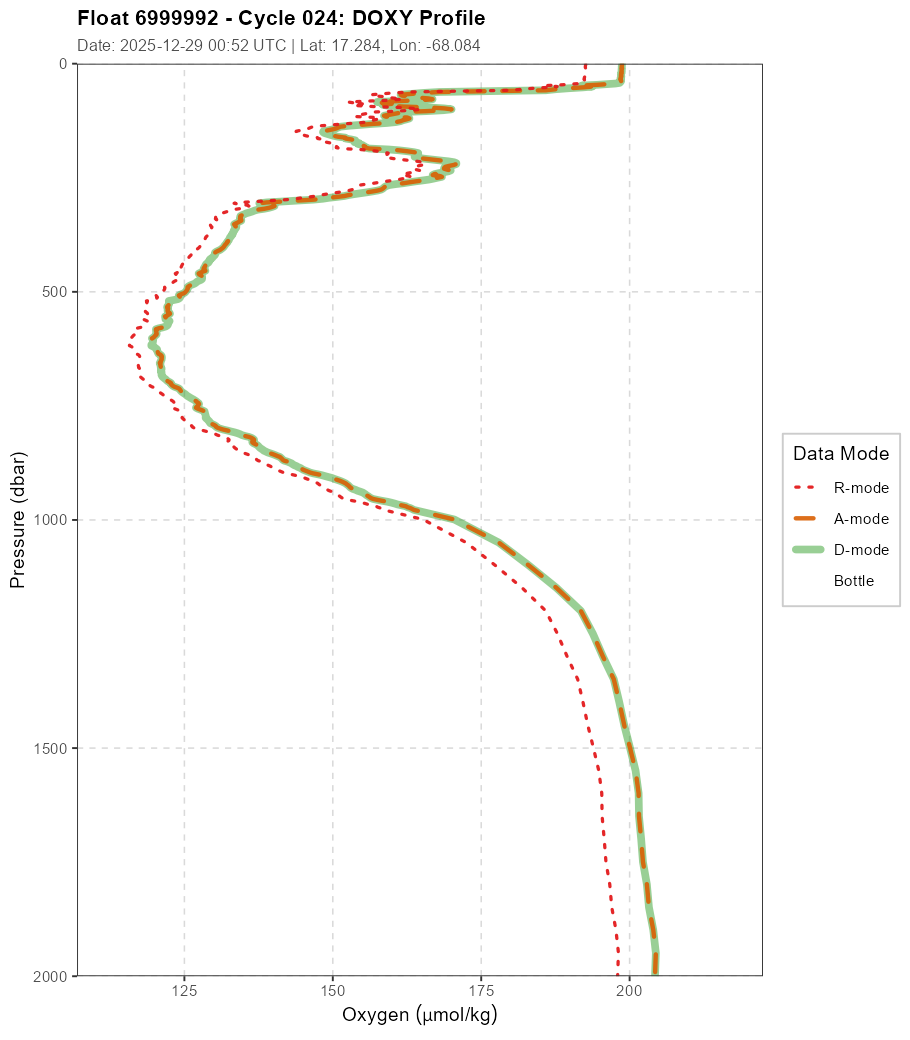 Float 6999992 - Cycle 024: DOXY Profile
Date: 2025-12-29 00:52 UTC | Lat: 17.284, Lon: -68.084
0
500
1000
1500
2000
Pressure (dbar)
125 150 175 200
Oxygen (µmol/kg)
Data Mode
R-mode
A-mode
D-mode
Bottle